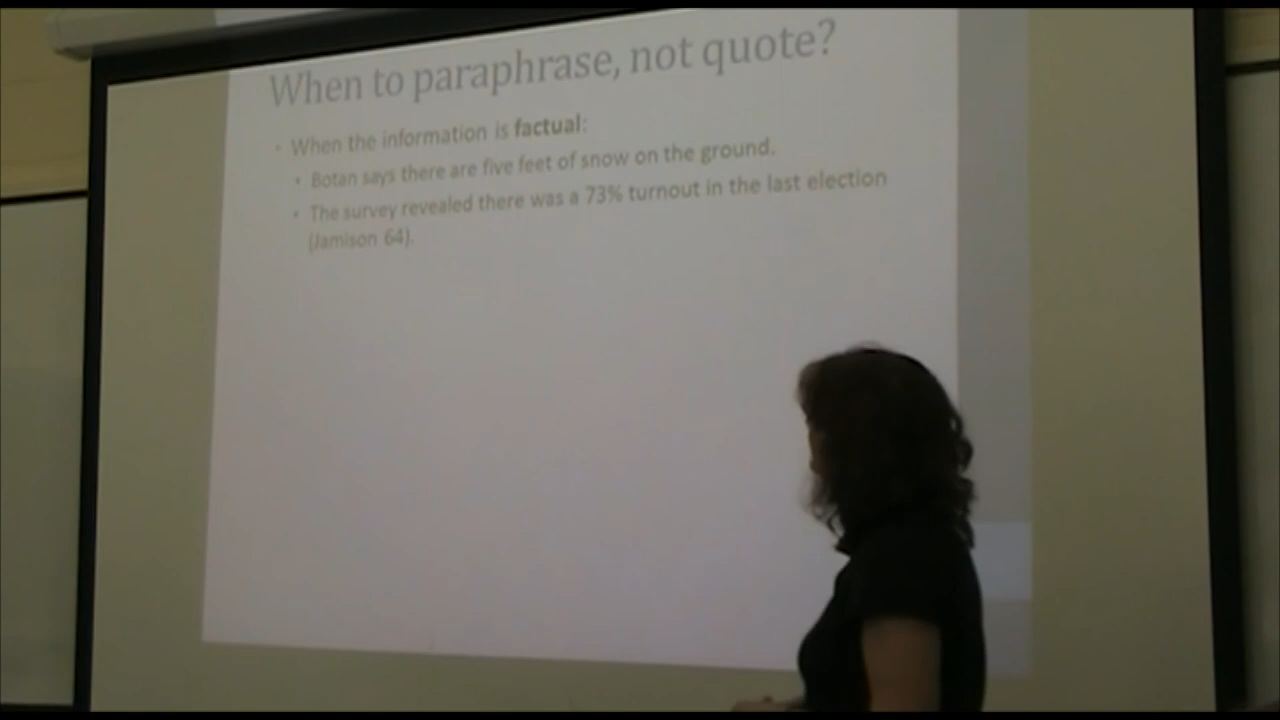 When to paraphrase, not quote?
• When the information is factual:
• Botan says there are five feet of snow on the ground.
• The survey revealed there was a 73% turnout in the last election
(Jamison 64).